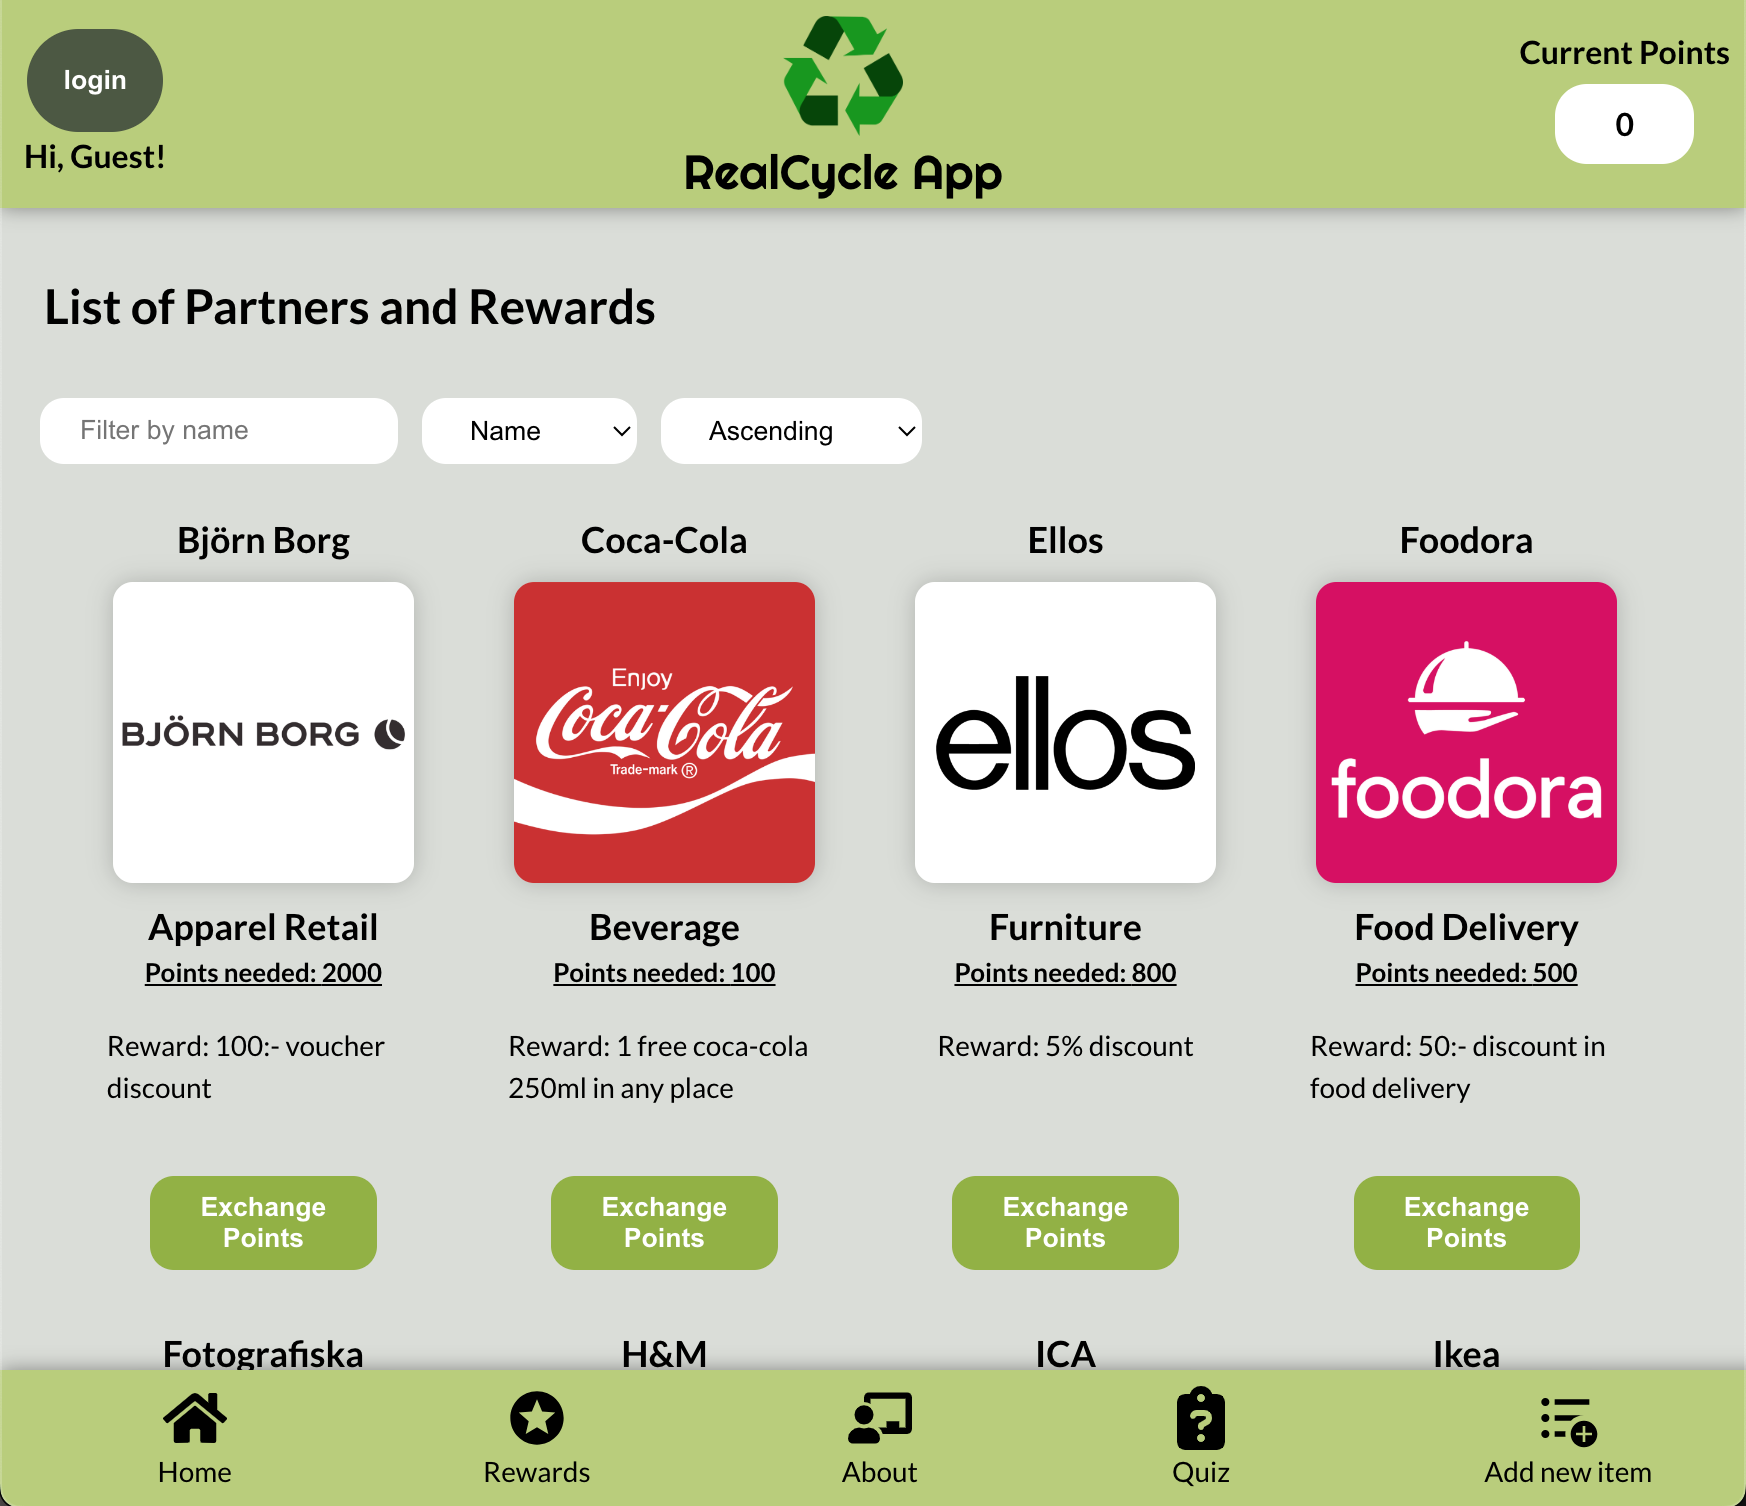 login
Hi, Guest!
RealCycle App
Current Points
0
List of Partners and Rewards
Filter by name
Name
Ascending
Björn Borg
Coca-Cola
Ellos
Foodora
BJÖRN BORG
Enjoy
Coca-Cola
Trade-mark ®
ellos
foodora
Apparel Retail
Beverage
Furniture
Food Delivery
Points needed: 2000
Points needed: 100
Points needed: 800
Points needed: 500
Reward: 100:- voucher
discount
Reward: 1 free coca-cola
250ml in any place
Reward: 5% discount
Reward: 50:- discount in
food delivery
Exchange
Points
Exchange
Points
Exchange
Points
Exchange
Points
Fotografiska
H&M
ICA
Ikea
Home
Rewards
About
Quiz
Add new item